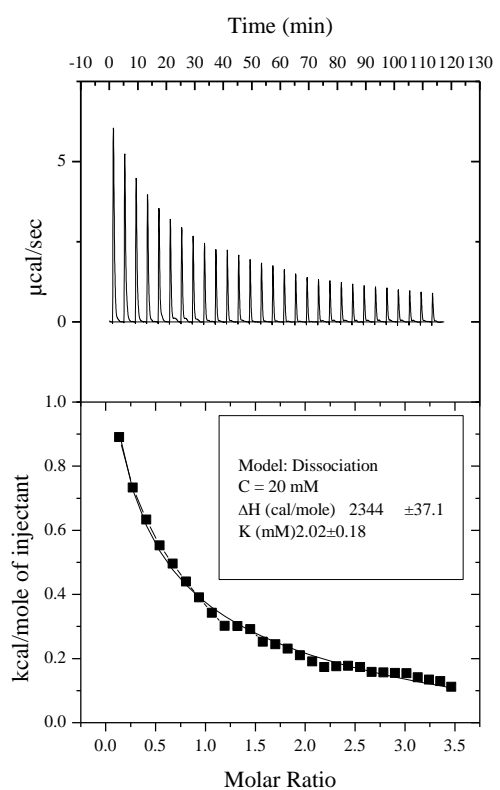 Time (min)
-10 0 10 20 30 40 50 60 70 80 90 100 110 120 130
5
0
μcal/sec
1.0
0.8
0.6
0.4
0.2
0.0
kcal/mole of injectant
Model: Dissociation
C = 20 mM
ΔH (cal/mole) 2344 ±37.1
K (mM)2.02±0.18
0.0 0.5 1.0 1.5 2.0 2.5 3.0 3.5
Molar Ratio